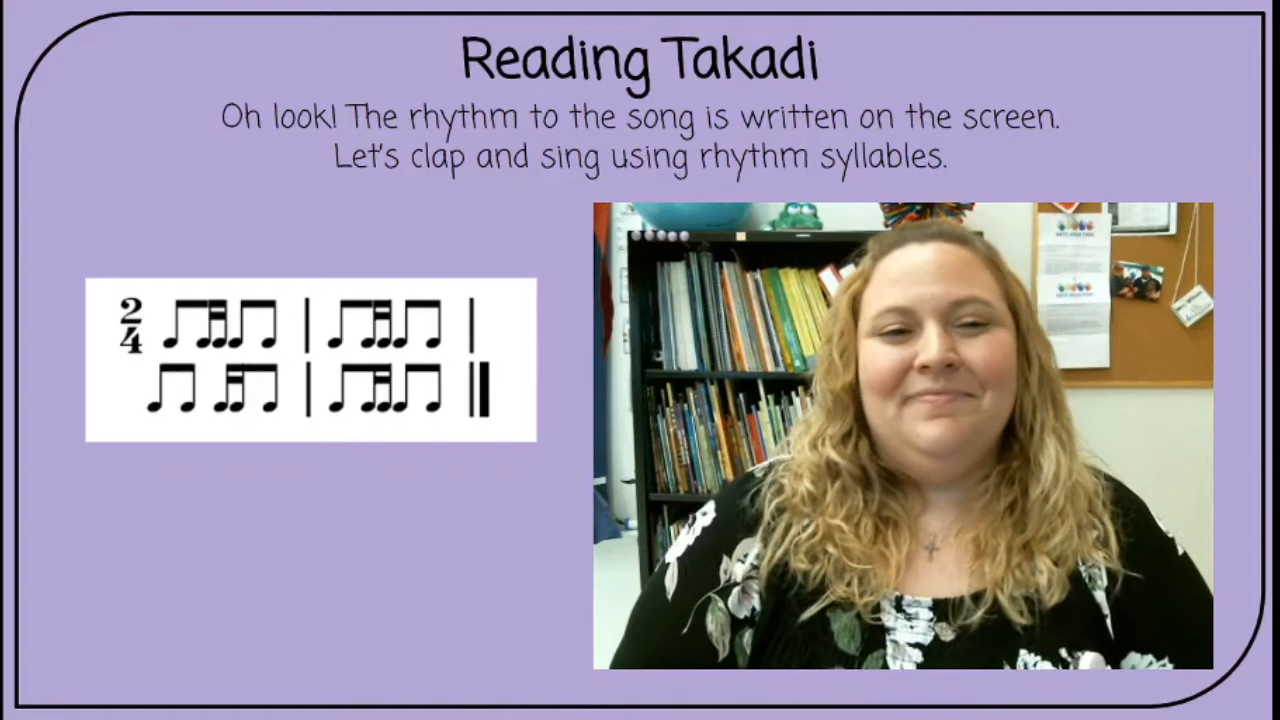 Reading Takadi
Oh look! The rhythm to the song is written on the screen.
Let's clap and sing using rhythm syllables.
2
4